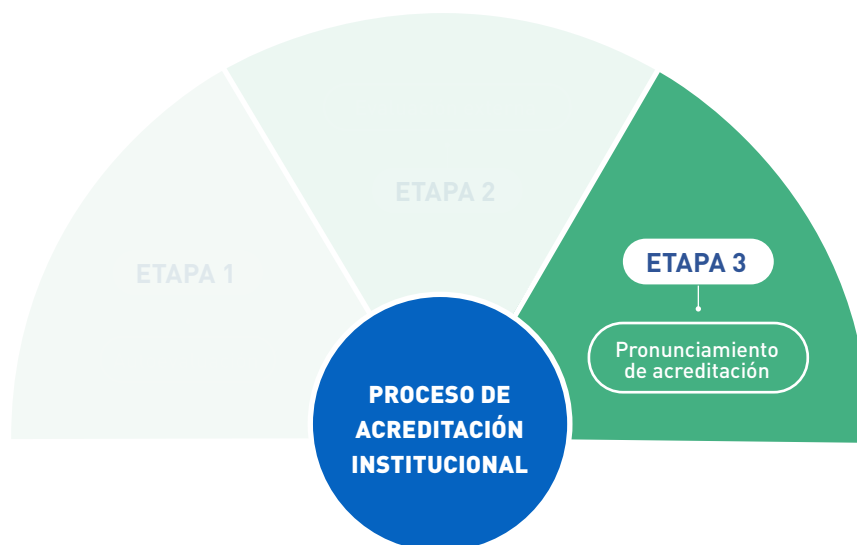 ETAPA 2
ETAPA 1
ETAPA 3
Pronunciamiento
de acreditación
PROCESO DE
ACREDITACIÓN
INSTITUCIONAL